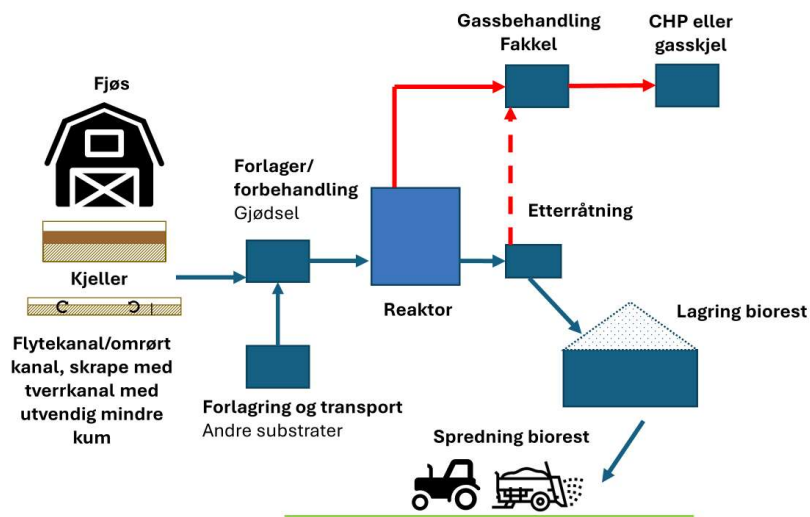 Gassbehandling
Fakkel
CHP eller
gasskjel
Fjøs
Forlager/
forbehandling
Gjødsel
Etterråtning
Kjeller
Reaktor
Lagring biorest
Flytekanal/omrørt
kanal, skrape med
tverrkanal med
utvendig mindre
kum
Forlagring og transport
Andre substrater
Spredning biorest